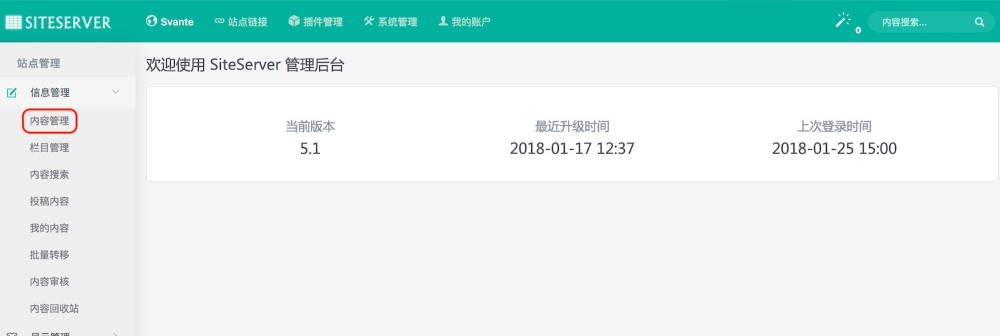 SITESERVER
Svante 站点链接 插件管理 系统管理 我的账户 0 内容搜索...
站点管理
欢迎使用 SiteServer 管理后台
信息管理
内容管理
栏目管理
内容搜索
投稿内容
我的内容
批量转移
内容审核
内容回收站
显示管理
当前版本
5.1
最近升级时间
2018-01-17 12:37
上次登录时间
2018-01-25 15:00